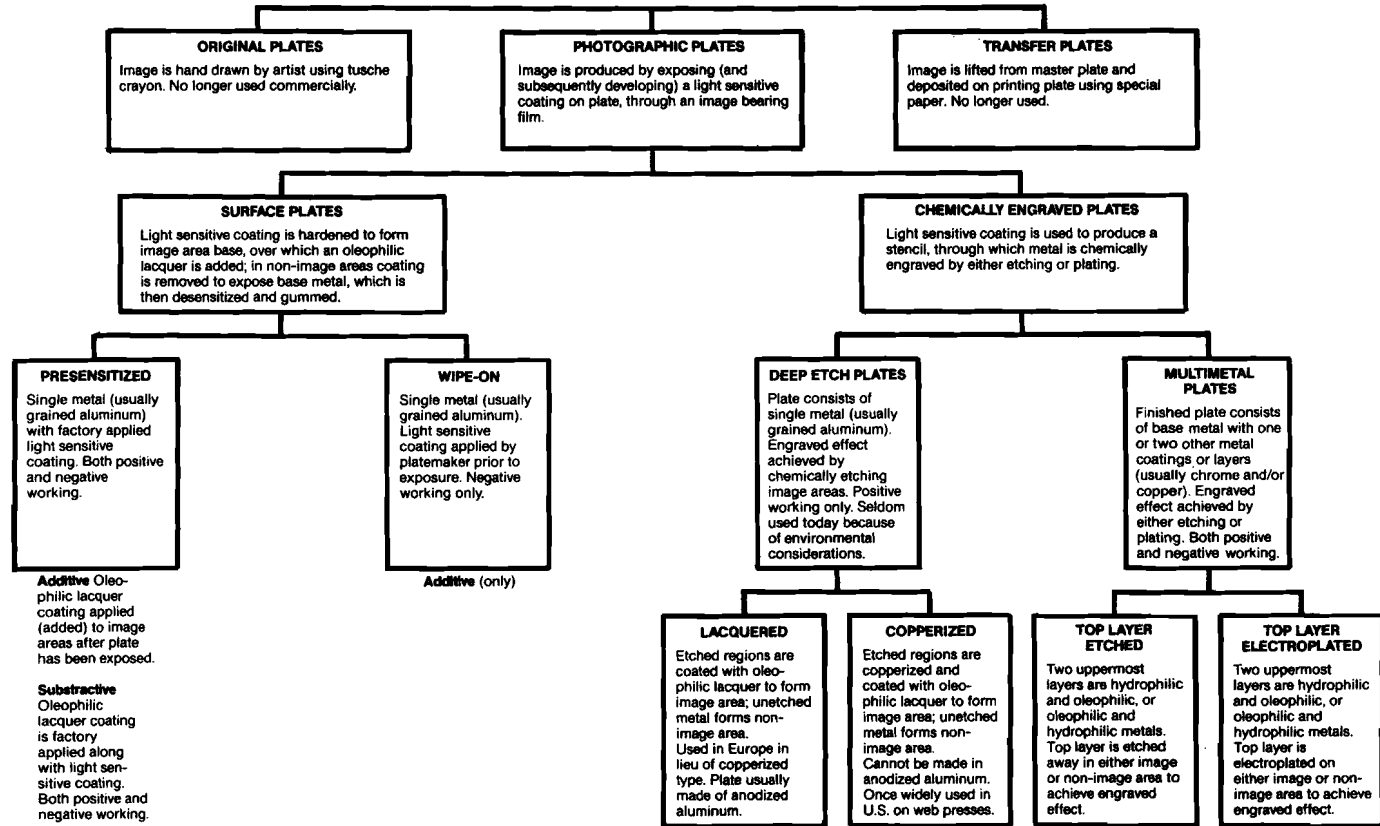 ORIGINAL PLATES
Image is hand drawn by artist using tusche
crayon. No longer used commercially.
PHOTOGRAPHIC PLATES
Image is produced by exposing (and
subsequently developing) a light sensitive
coating on plate, through an image bearing
film.
TRANSFER PLATES
Image is lifted from master plate and
deposited on printing plate using special
paper. No longer used.
SURFACE PLATES
Light sensitive coating is hardened to form
image area base, over which an oleophilic
lacquer is added; in non-image areas coating
is removed to expose base metal, which is
then desensitized and gummed.
CHEMICALLY ENGRAVED PLATES
Light sensitive coating is used to produce a
stencil, through which metal is chemically
engraved by either etching or plating.
PRESENSITIZED
Single metal (usually
grained aluminum)
with factory applied
light sensitive
coating. Both positive
and negative
working.
Additive Oleo-
philic lacquer
coating applied
(added) to image
areas after plate
has been exposed.
Substractive
Oleophilic
lacquer coating
is factory
applied along
with light sen-
sitive coating.
Both positive and
negative working.
WIPE-ON
Single metal (usually
grained aluminum).
Light sensitive
coating applied by
platemaker prior to
exposure. Negative
working only.
Additive (only)
DEEP ETCH PLATES
Plate consists of
single metal (usually
grained aluminum).
Engraved effect
achieved by
chemically etching
image areas. Positive
working only. Seldom
used today because
of environmental
considerations.
MULTIMETAL
PLATES
Finished plate consists
of base metal with one
or two other metal
coatings or layers
(usually chrome and/or
copper). Engraved
effect achieved by
either etching or
plating. Both positive
and negative working.
LACQUERED
Etched regions are
coated with oleo-
philic lacquer to form
image area; unetched
metal forms non-
image area.
Used in Europe in
lieu of copperized
type. Plate usually
made of anodized
aluminum.
COPPERIZED
Etched regions are
copperized and
coated with oleo-
philic lacquer to form
image area; unetched
metal forms non-
image area.
Cannot be made in
anodized aluminum.
Once widely used in
U.S. on web presses.
TOP LAYER
ETCHED
Two uppermost
layers are hydrophilic
and oleophilic, or
oleophilic and
hydrophilic metals.
Top layer is etched
away in either image
or non-image area to
achieve engraved
effect.
TOP LAYER
ELECTROPLATED
Two uppermost
layers are hydrophilic
and oleophilic, or
oleophilic and
hydrophilic metals.
Top layer is
electroplated on
either image or non-
image area to achieve
engraved effect.